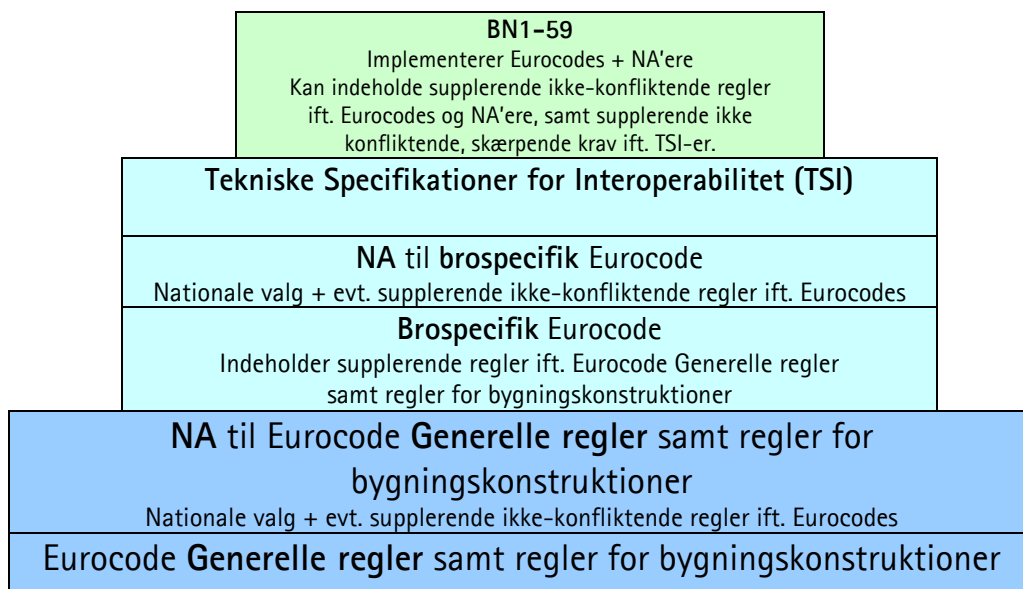 BN1-59
Implementerer Eurocodes + NA'ere
Kan indeholde supplerende ikke-konfliktende regler
ift. Eurocodes og NA'ere, samt supplerende ikke
konfliktende, skærpende krav ift. TSI-er.
Tekniske Specifikationer for Interoperabilitet (TSI)
NA til brospecifik Eurocode
Nationale valg + evt. supplerende ikke-konfliktende regler ift. Eurocodes
Brospecifik Eurocode
Indeholder supplerende regler ift. Eurocode Generelle regler
samt regler for bygningskonstruktioner
NA til Eurocode Generelle regler samt regler for
bygningskonstruktioner
Nationale valg + evt. supplerende ikke-konfliktende regler ift. Eurocodes
Eurocode Generelle regler samt regler for bygningskonstruktioner